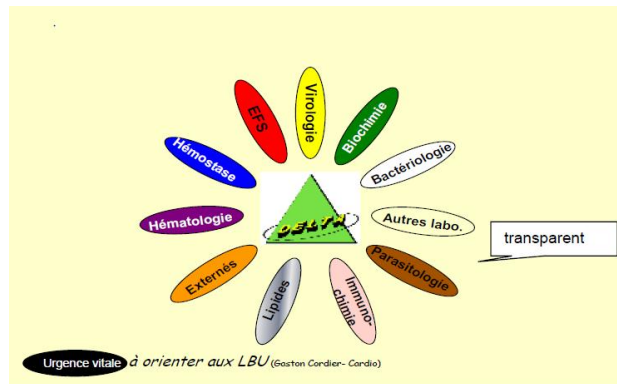 Virologie
EFS
Biochimie
Hémostase
Bactériologie
DELTA
Hématologie
Autres labo.
transparent
Externés
Parasitologie
Lipides
Immuno-
chimie
Urgence vitale à orienter aux LBU (Gaston Cordier- Cardio)